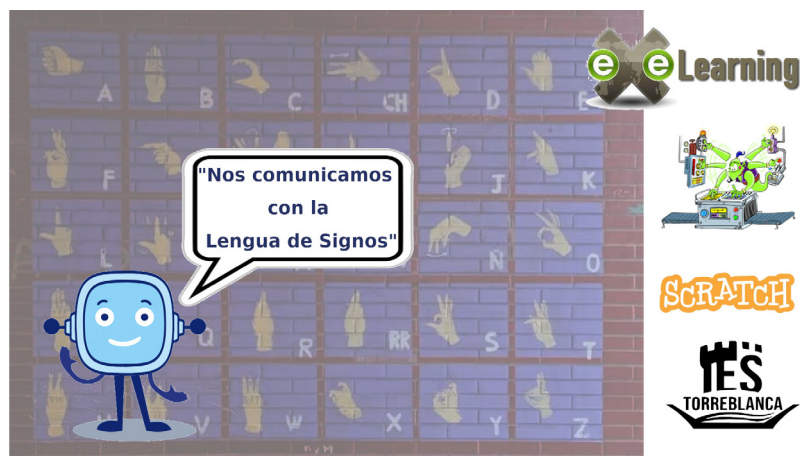 A B C CH D E
F J K
L Ñ O
Q R RR S T
V W X Y Z
"Nos comunicamos
con la
Lengua de Signos"
eXeLearning
SCRATCH
IES
TORREBLANCA